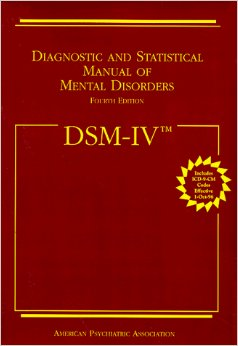 DIAGNOSTIC AND STATISTICAL
MANUAL OF
MENTAL DISORDERS
FOURTH EDITION
DSM-IV™
Includes
ICD-9-CM
Codes
Effective
1-Oct-96
AMERICAN PSYCHIATRIC ASSOCIATION